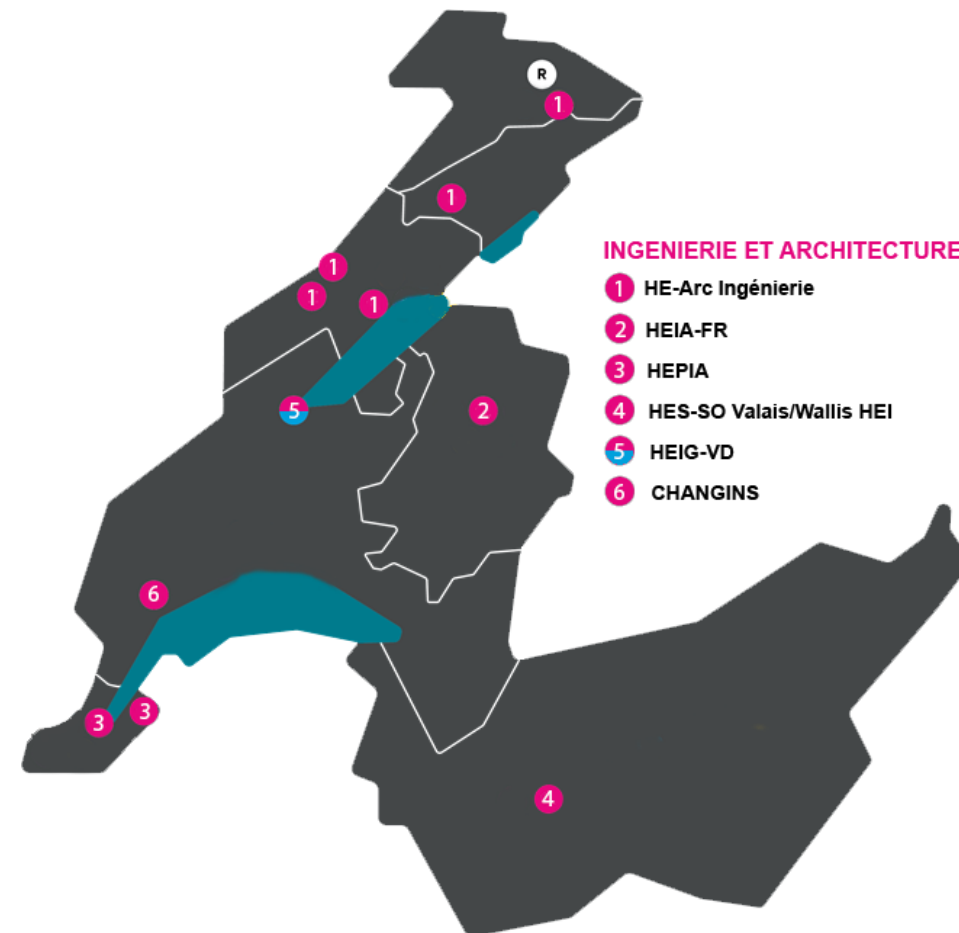 R
1
1
1
1
1
INGENIERIE ET ARCHITECTURE
1 HE-Arc Ingénierie
2 HEIA-FR
3 HEPIA
4 HES-SO Valais/Wallis HEI
5 HEIG-VD
6 CHANGINS
5
2
6
3
3
4